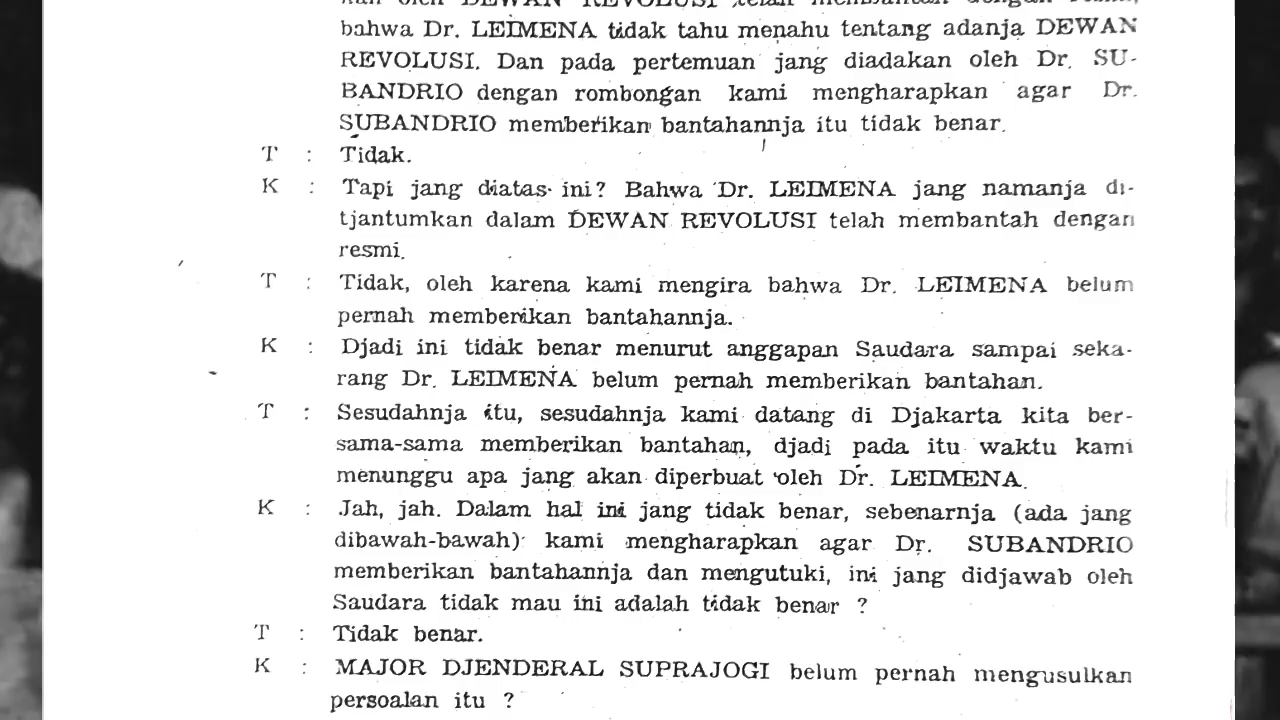 bahwa Dr. LEIMENA tidak tahu menahu tentang adanja DEWAN
REVOLUSI. Dan pada pertemuan jang diadakan oleh Dr. SU-
BANDRIO dengan rombongan kami mengharapkan agar Dr.
SUBANDRIO memberikan bantahannja itu tidak benar.
T : Tidak.
K : Tapi jang diatas ini? Bahwa Dr. LEIMENA jang namanja di-
tjantumkan dalam DEWAN REVOLUSI telah membantah dengan
resmi.
T : Tidak, oleh karena kami mengira bahwa Dr. LEIMENA belum
pernah memberikan bantahannja.
K : Djadi ini tidak benar menurut anggapan Saudara sampai seka-
rang Dr. LEIMENA belum pernah memberikan bantahan.
T : Sesudahnja itu, sesudahnja kami datang di Djakarta kita ber-
sama-sama memberikan bantahan, djadi pada itu waktu kami
menunggu apa jang akan diperbuat oleh Dr. LEIMENA.
K : Jah, jah. Dalam hal ini jang tidak benar, sebenarnja (ada jang
dibawah-bawah) kami mengharapkan agar Dr. SUBANDRIO
memberikan bantahannja dan mengutuki, ini jang didjawab oleh
Saudara tidak mau ini adalah tidak benar ?
T : Tidak benar.
K : MAJOR DJENDERAL SUPRAJOGI belum pernah mengusulkan
persoalan itu ?